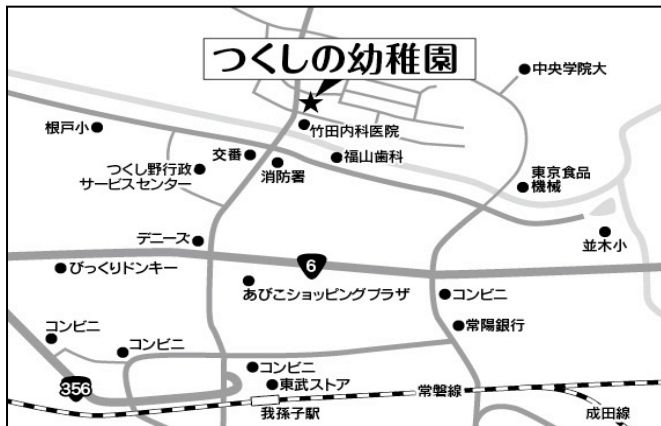 つくしの幼稚園
中央学院大
根戸小
竹田内科医院
交番
福山歯科
つくし野行政
サービスセンター
消防署
東京食品
機械
並木小
デニーズ
6
びっくりドンキー
あびこショッピングプラザ
コンビニ
常陽銀行
コンビニ
コンビニ
コンビニ
東武ストア
356
常磐線
我孫子駅
成田線